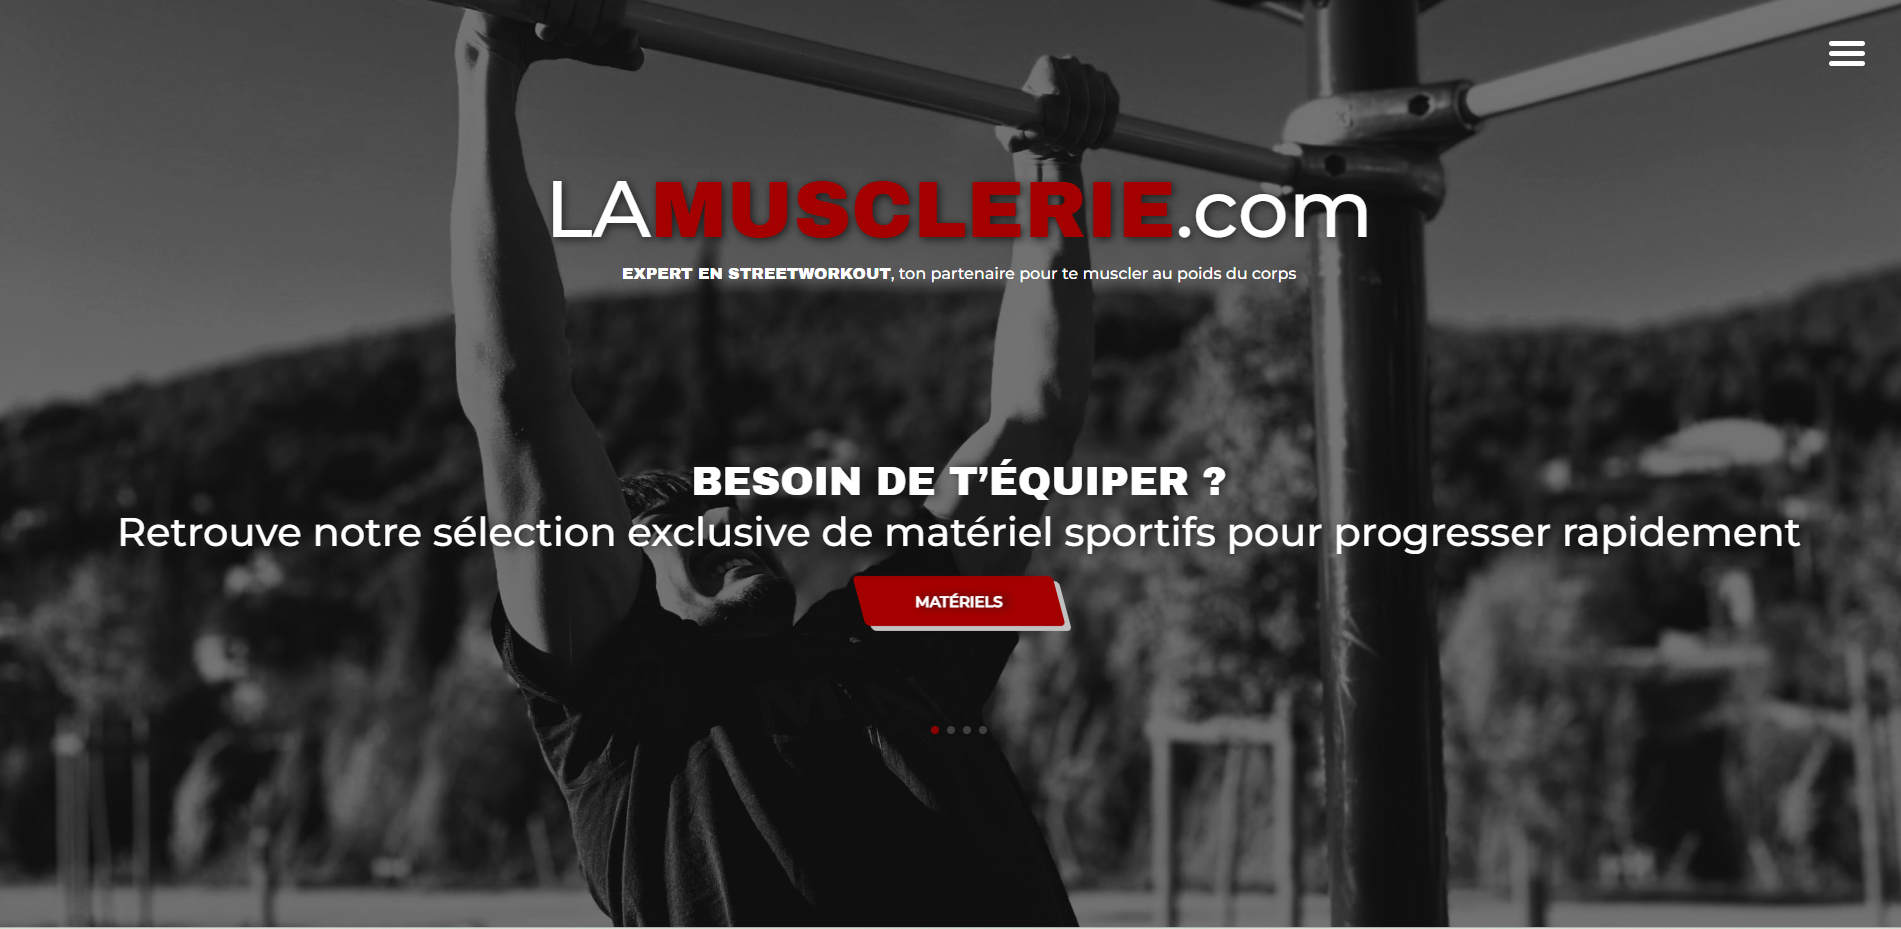 LAMUSCLERIE.com
EXPERT EN STREETWORKOUT, ton partenaire pour te muscler au poids du corps
BESOIN DE T’ÉQUIPER ?
Retrouve notre sélection exclusive de matériel sportifs pour progresser rapidement
MATÉRIELS